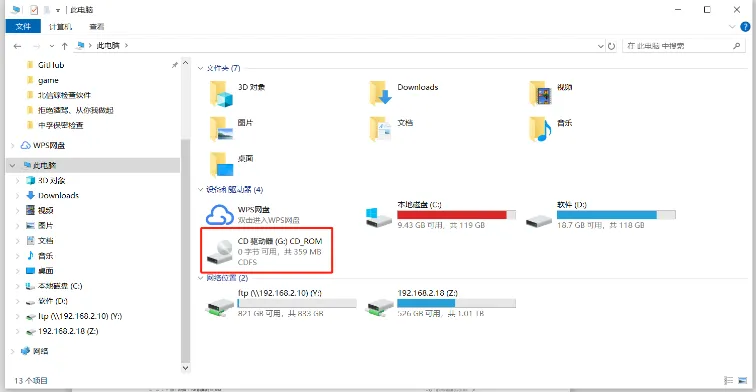 此电脑
文件
计算机
查看
此电脑
在 此电脑 中搜索
GitHub
game
北信源检查软件
拒绝酒驾、从你我做起
中孚保密检查
WPS网盘
此电脑
3D 对象
Downloads
视频
图片
文档
音乐
桌面
本地磁盘 (C:)
软件 (D:)
ftp (\\192.168.2.10) (Y:)
192.168.2.18 (Z:)
网络
文件夹 (7)
3D 对象
Downloads
视频
图片
文档
音乐
桌面
设备和驱动器 (4)
WPS网盘
双击进入WPS网盘
本地磁盘 (C:)
9.43 GB 可用，共 119 GB
软件 (D:)
18.7 GB 可用，共 118 GB
CD 驱动器 (G:) CD_ROM
0 字节 可用，共 359 MB
CDFS
网络位置 (2)
ftp (\\192.168.2.10) (Y:)
821 GB 可用，共 833 GB
192.168.2.18 (Z:)
526 GB 可用，共 1.01 TB
13 个项目